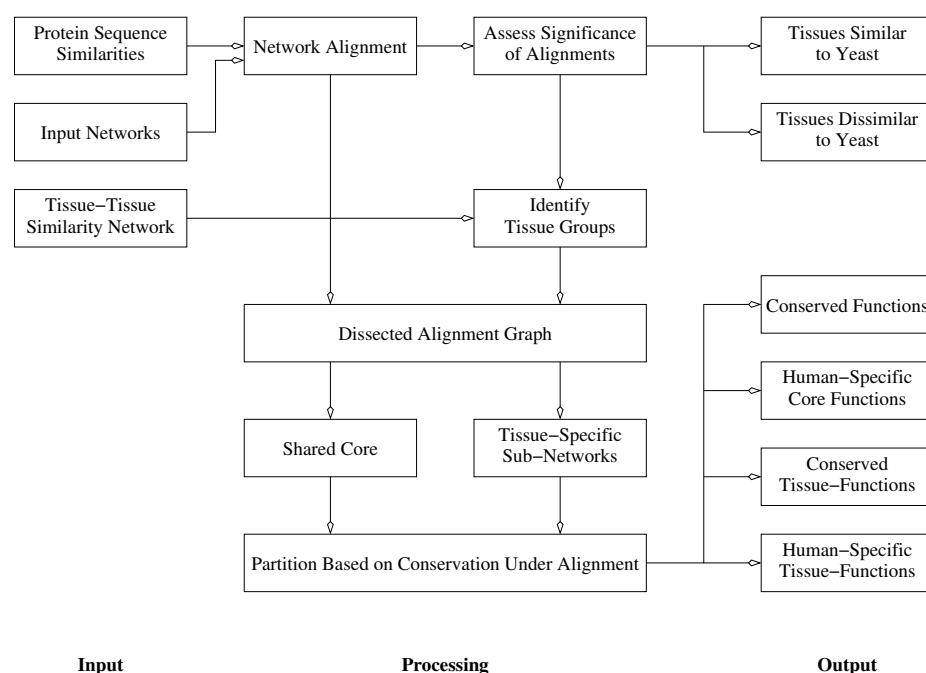 Protein Sequence
Similarities
Network Alignment
Assess Significance
of Alignments
Tissues Similar
to Yeast
Input Networks
Tissues Dissimilar
to Yeast
Tissue−Tissue
Similarity Network
Identify
Tissue Groups
Conserved Functions
Dissected Alignment Graph
Human−Specific
Core Functions
Shared Core
Tissue−Specific
Sub−Networks
Conserved
Tissue−Functions
Partition Based on Conservation Under Alignment
Human−Specific
Tissue−Functions
Input
Processing
Output